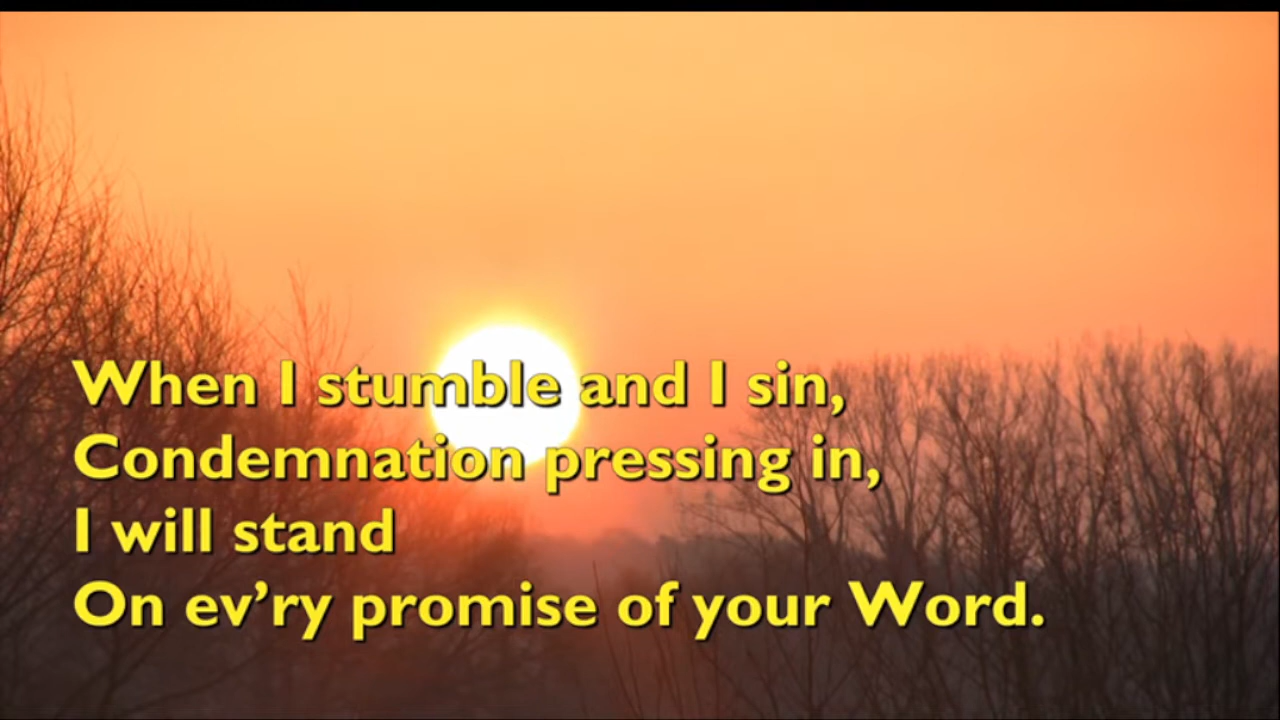 When I stumble and I sin,
Condemnation pressing in,
I will stand
On ev’ry promise of your Word.